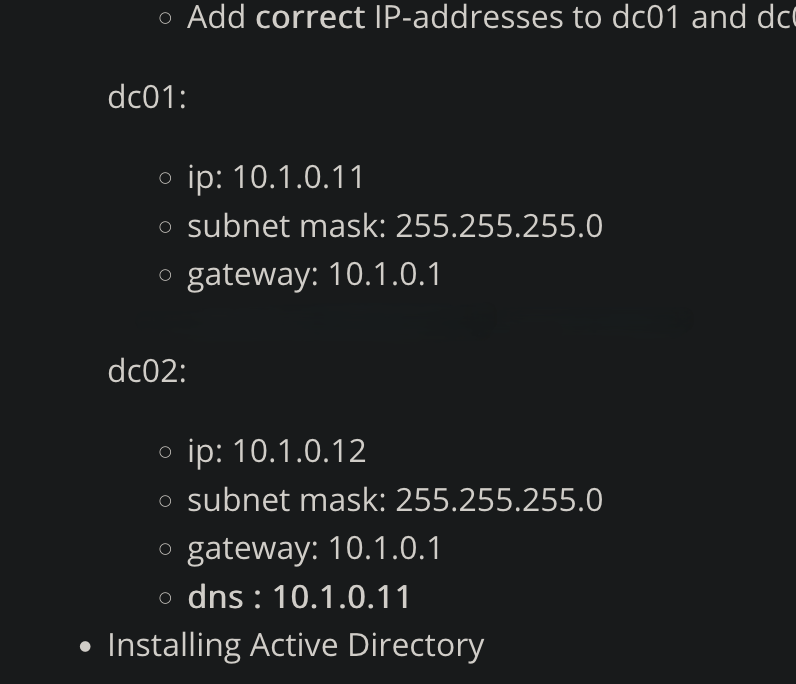 Add correct IP-addresses to dc01 and
dc01:
ip: 10.1.0.11
subnet mask: 255.255.255.0
gateway: 10.1.0.1
dc02:
ip: 10.1.0.12
subnet mask: 255.255.255.0
gateway: 10.1.0.1
dns : 10.1.0.11
Installing Active Directory